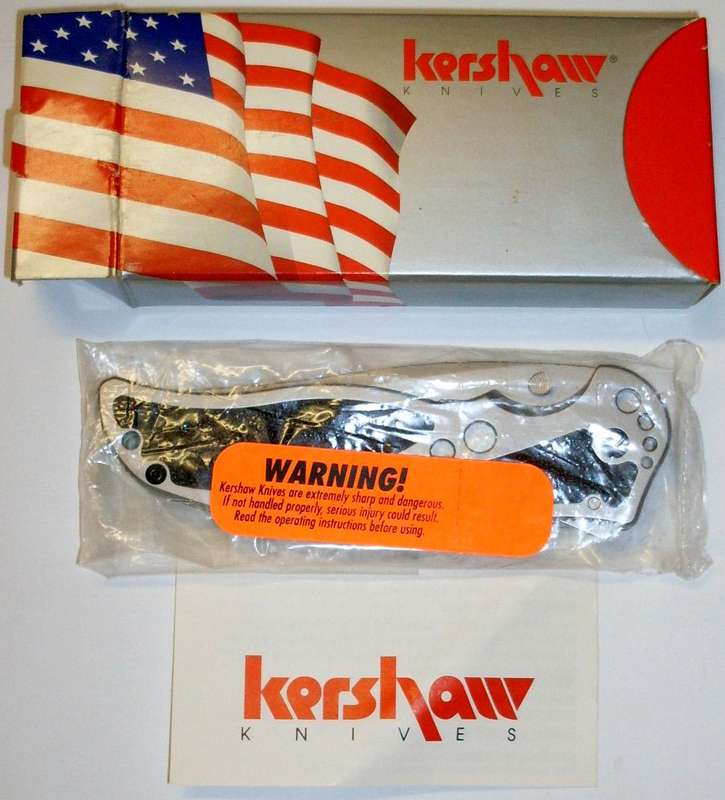 kershaw®
KNIVES
WARNING!
Kershaw Knives are extremely sharp and dangerous.
If not handled properly, serious injury could result.
Read the operating instructions before using.
kershaw
KNIVES